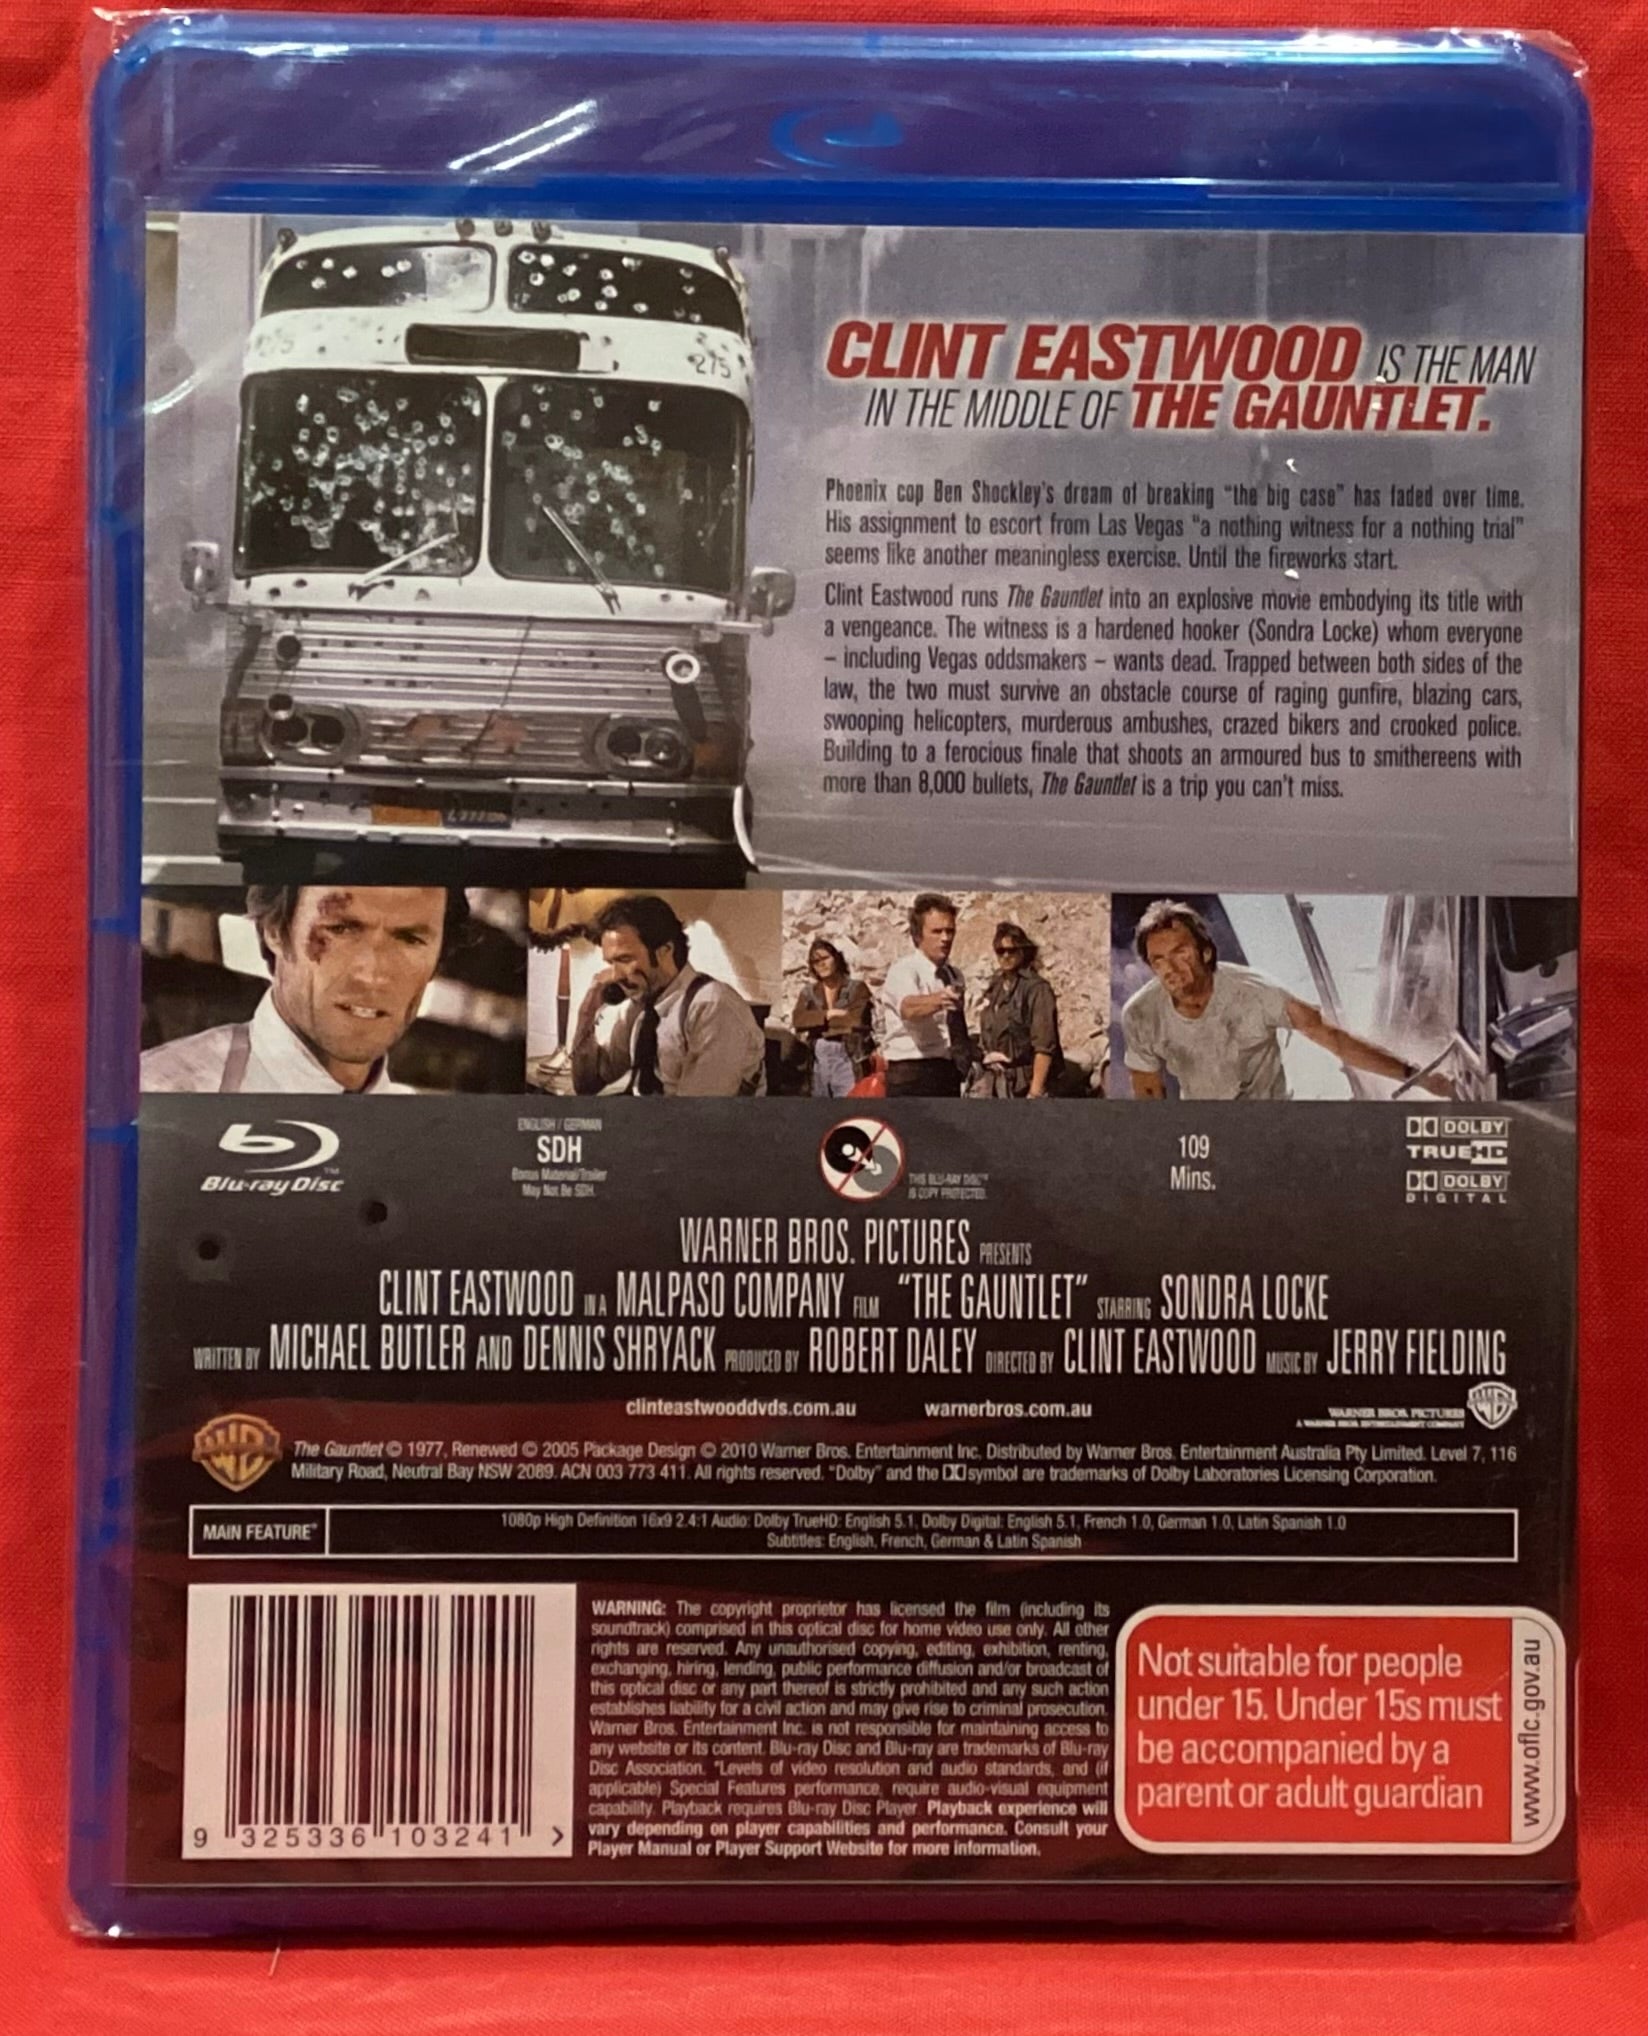 275
275
CLINT EASTWOOD IS THE MAN
IN THE MIDDLE OF THE GAUNTLET.
Phoenix cop Ben Shockley's dream of breaking "the big case" has faded over time.
His assignment to escort from Las Vegas "a nothing witness for a nothing trial"
seems like another meaningless exercise. Until the fireworks start.
Clint Eastwood runs The Gauntlet into an explosive movie embodying its title with
a vengeance. The witness is a hardened hooker (Sondra Locke) whom everyone
– including Vegas oddsmakers – wants dead. Trapped between both sides of the
law, the two must survive an obstacle course of raging gunfire, blazing cars,
swooping helicopters, murderous ambushes, crazed bikers and crooked police.
Building to a ferocious finale that shoots an armoured bus to smithereens with
more than 8,000 bullets, The Gauntlet is a trip you can't miss.
Blu-ray Disc™
ENGLISH / GERMAN
SDH
Bonus Material/Trailer
May Not Be SDH.
THIS BLU-RAY DISC™
IS COPY PROTECTED.
109
Mins.
DOLBY
TRUEHD
DOLBY
DIGITAL
WARNER BROS. PICTURES PRESENTS
CLINT EASTWOOD IN A MALPASO COMPANY FILM "THE GAUNTLET" STARRING SONDRA LOCKE
WRITTEN BY MICHAEL BUTLER AND DENNIS SHRYACK PRODUCED BY ROBERT DALEY DIRECTED BY CLINT EASTWOOD MUSIC BY JERRY FIELDING
clinteastwooddvds.com.au warnerbros.com.au
WARNER BROS. PICTURES
A WARNER BROS. ENTERTAINMENT COMPANY
WB
The Gauntlet © 1977, Renewed © 2005 Package Design © 2010 Warner Bros. Entertainment Inc. Distributed by Warner Bros. Entertainment Australia Pty Limited. Level 7, 116
Military Road, Neutral Bay NSW 2089. ACN 003 773 411. All rights reserved. "Dolby" and the DD symbol are trademarks of Dolby Laboratories Licensing Corporation.
MAIN FEATURE*
1080p High Definition 16x9 2.4:1 Audio: Dolby TrueHD: English 5.1, Dolby Digital: English 5.1, French 1.0, German 1.0, Latin Spanish 1.0
Subtitles: English, French, German & Latin Spanish
WARNING: The copyright proprietor has licensed the film (including its
soundtrack) comprised in this optical disc for home video use only. All other
rights are reserved. Any unauthorised copying, editing, exhibition, renting,
exchanging, hiring, lending, public performance diffusion and/or broadcast of
this optical disc or any part thereof is strictly prohibited and any such action
establishes liability for a civil action and may give rise to criminal prosecution.
Warner Bros. Entertainment Inc. is not responsible for maintaining access to
any website or its content. Blu-ray Disc and Blu-ray are trademarks of Blu-ray
Disc Association. *Levels of video resolution and audio standards, and (if
applicable) Special Features performance, require audio-visual equipment
capability. Playback requires Blu-ray Disc Player. Playback experience will
vary depending on player capabilities and performance. Consult your
Player Manual or Player Support Website for more information.
9 325336 103241 >
Not suitable for people
under 15. Under 15s must
be accompanied by a
parent or adult guardian
www.oflc.gov.au